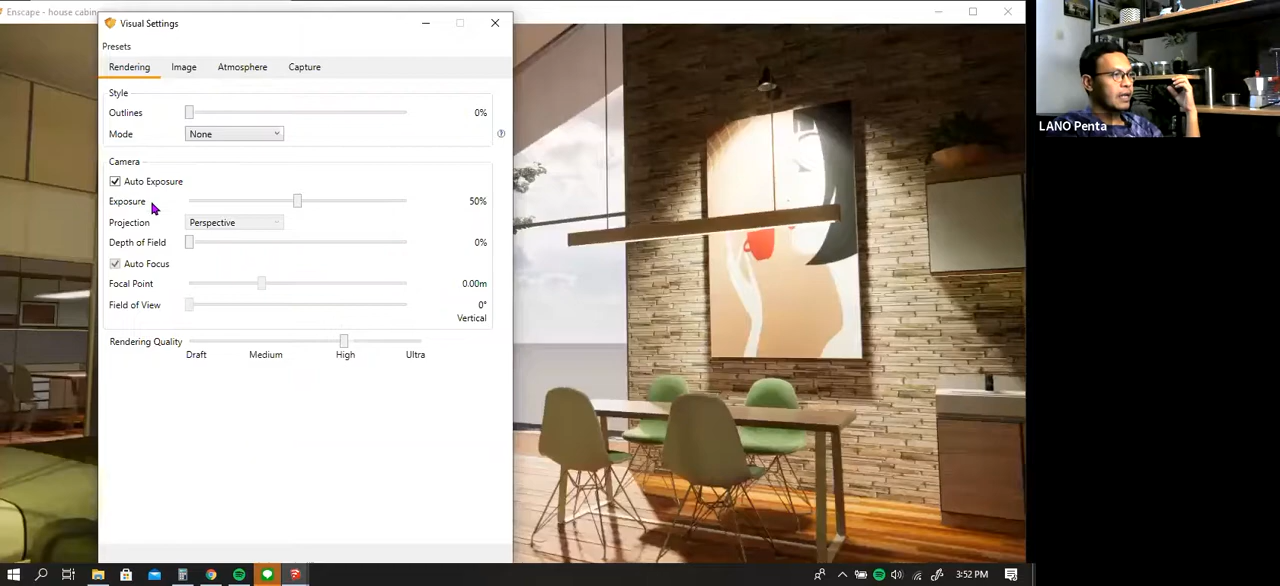 Enscape - house cabin
Visual Settings
Presets
Rendering Image Atmosphere Capture
Style
Outlines 0%
Mode None
Camera
Auto Exposure
Exposure 50%
Projection Perspective
Depth of Field 0%
Auto Focus
Focal Point 0.00m
Field of View 0°
Vertical
Rendering Quality
Draft Medium High Ultra
LANO Penta
3:52 PM